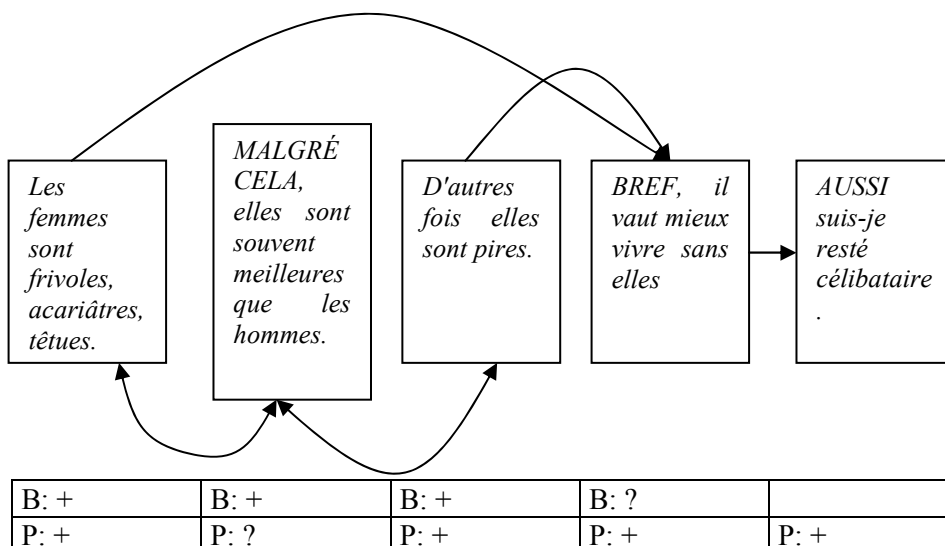 Les
femmes
sont
frivoles,
acariâtres,
têtues.
MALGRÉ
CELA,
elles sont
souvent
meilleures
que les
hommes.
D'autres
fois elles
sont pires.
BREF, il
vaut mieux
vivre sans
elles
AUSSI
suis-je
resté
célibataire
.
B: + B: + B: + B: ?
P: + P: ? P: + P: + P: +